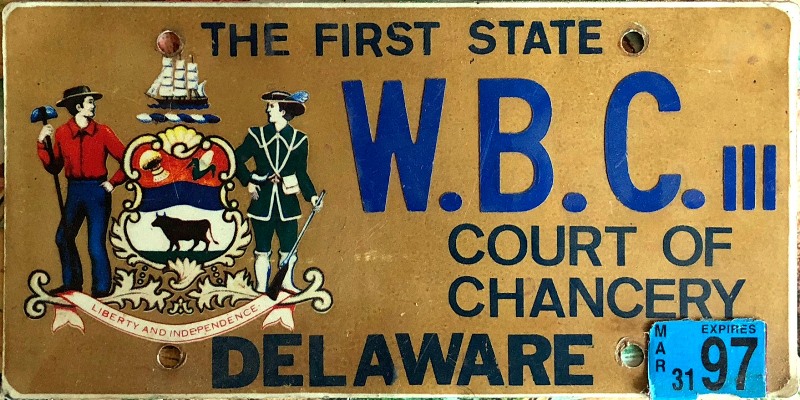 THE FIRST STATE
W.B.C.III
COURT OF
CHANCERY
LIBERTY AND INDEPENDENCE
DELAWARE
MAR
EXPIRES
31 97